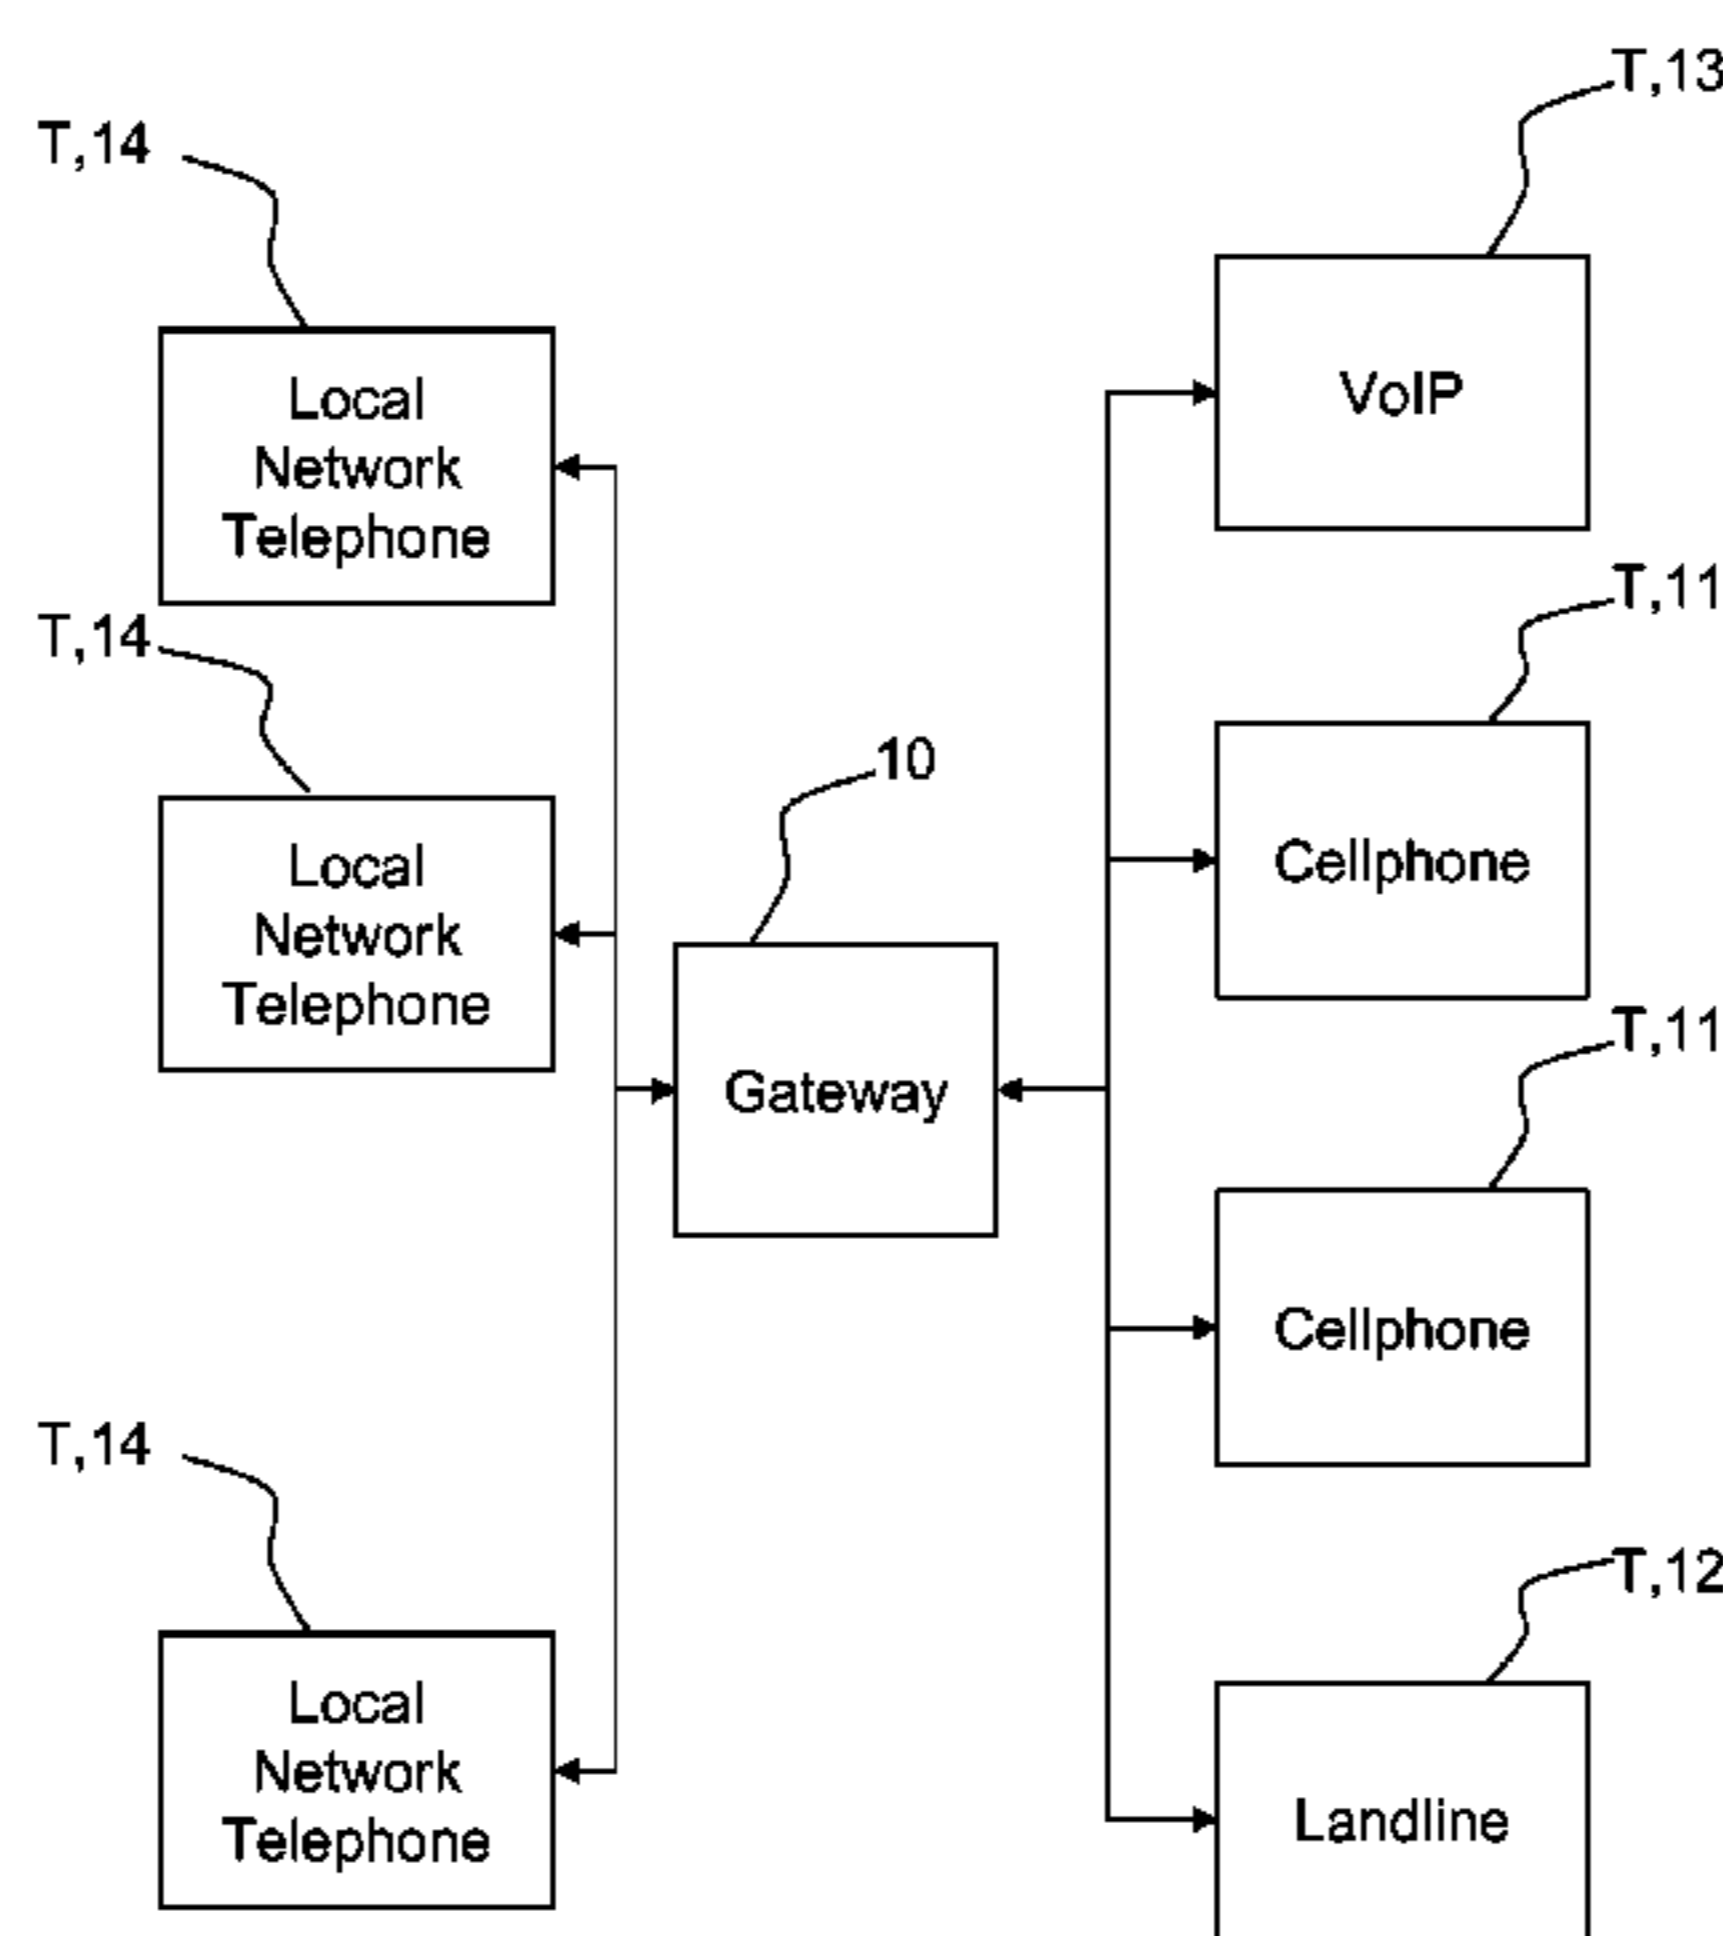 T,13
T,14
Local
Network
Telephone
VoIP
T,14
T,11
Local
Network
Telephone
10
Cellphone
Gateway
T,11
Cellphone
T,14
Local
Network
Telephone
T,12
Landline